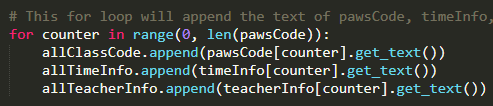 # This for loop will append the text of pawsCode, timeInfo,
for counter in range(0, len(pawsCode)):
    allClassCode.append(pawsCode[counter].get_text())
    allTimeInfo.append(timeInfo[counter].get_text())
    allTeacherInfo.append(teacherInfo[counter].get_text())